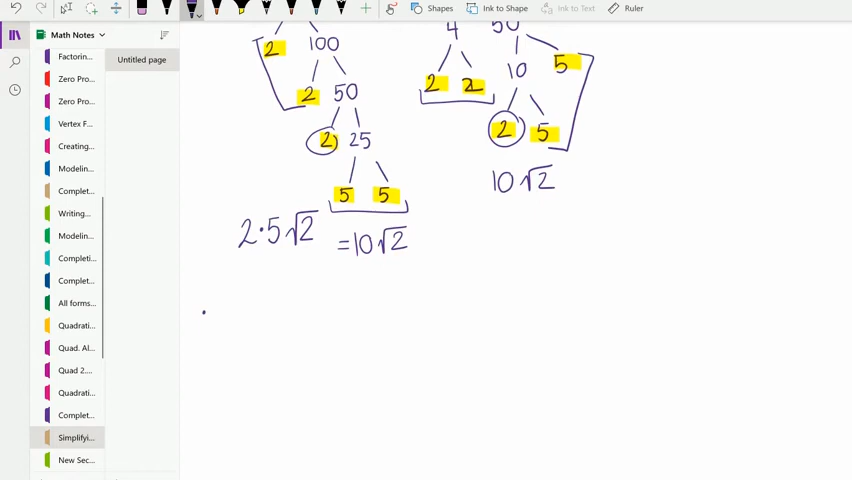 Shapes Ink to Shape Ink to Text Ruler
Math Notes
Untitled page
Factorin...
Zero Pro...
Zero Pro...
Vertex F...
Creating...
Modelin...
Complet...
Writing...
Modelin...
Completi...
Complet...
All forms...
Quadrati...
Quad. Al...
Quad 2....
Quadrati...
Complet...
Simplifyi...
New Sec...
2 100
2 50
2 25
5 5
2·5√2 =10√2
4 50
2 2 10 5
2 5
10√2